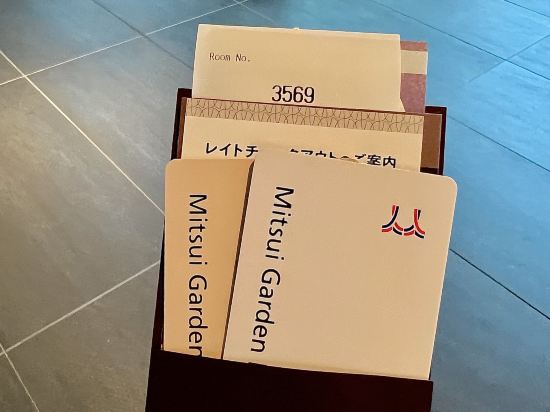 Room No.
3569
レイトチ
ご案内
Mitsui Garden
Mitsui Garden